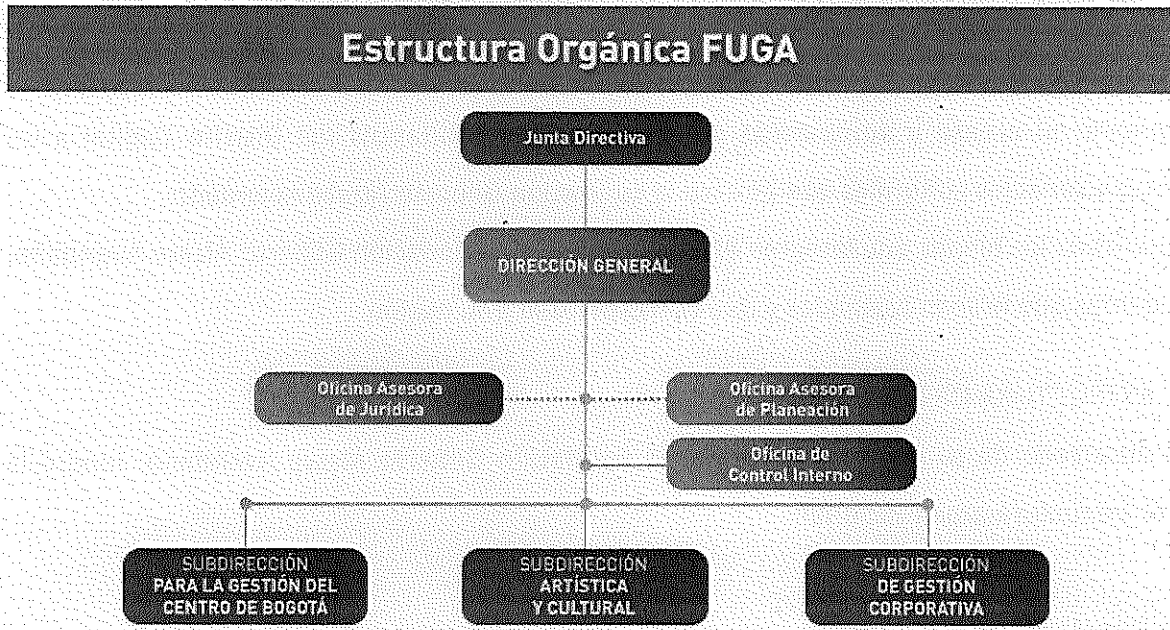 Estructura Orgánica FUGA
Junta Directiva
DIRECCIÓN GENERAL
Oficina Asesora
de Jurídica
Oficina Asesora
de Planeación
Oficina de
Control Interno
SUBDIRECCIÓN
PARA LA GESTIÓN DEL
CENTRO DE BOGOTÁ
SUBDIRECCIÓN
ARTÍSTICA
Y CULTURAL
SUBDIRECCIÓN
DE GESTIÓN
CORPORATIVA